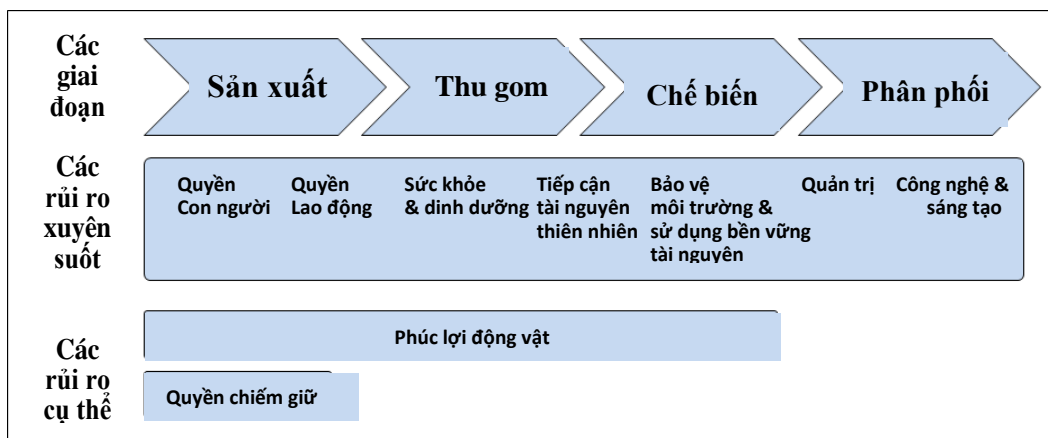 Các
giai
đoạn
Sản xuất
Thu gom
Chế biến
Phân phối
Các
rủi ro
xuyên
suốt
Quyền
Con người
Quyền
Lao động
Sức khỏe
& dinh dưỡng
Tiếp cận
tài nguyên
thiên nhiên
Bảo vệ
môi trường &
sử dụng bền vững
tài nguyên
Quản trị
Công nghệ &
sáng tạo
Các
rủi ro
cụ thể
Phúc lợi động vật
Quyền chiếm giữ